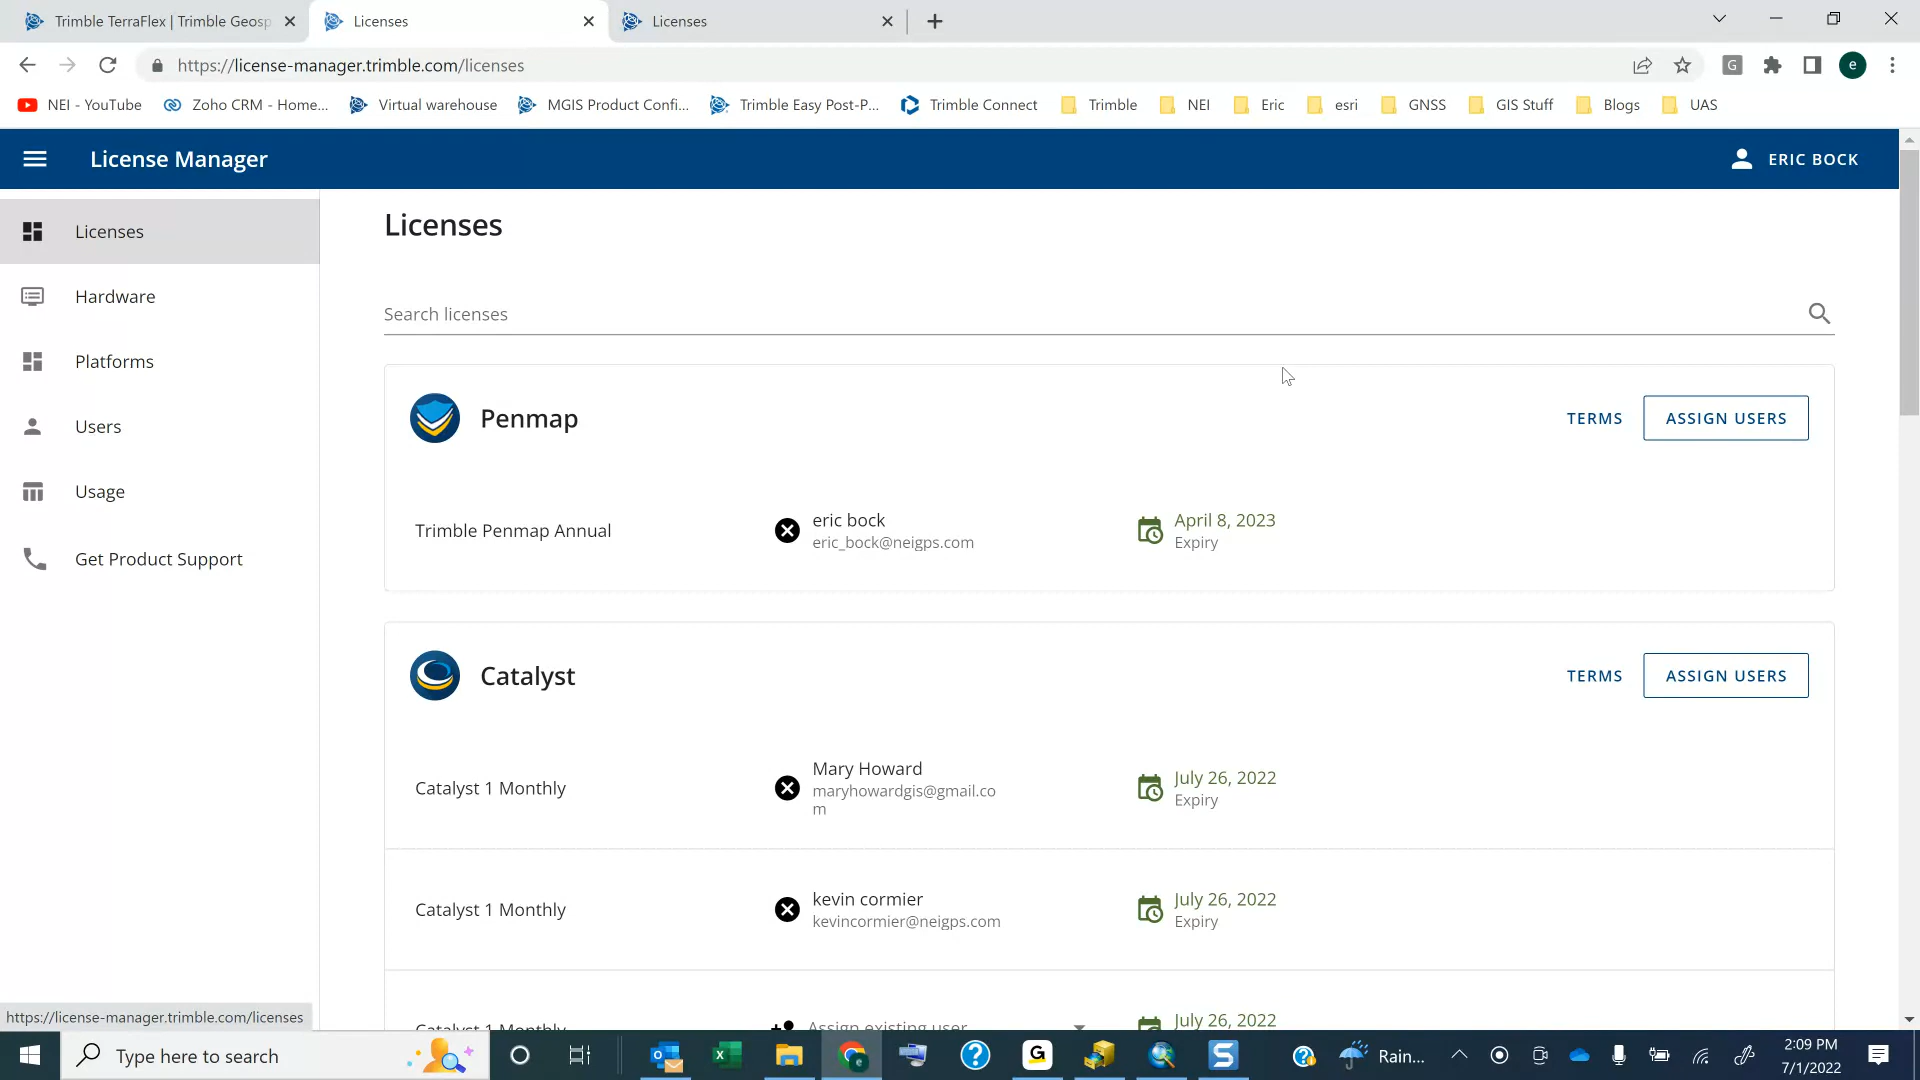 Trimble TerraFlex | Trimble Geosp
Licenses
Licenses
https://license-manager.trimble.com/licenses
G
e
NEI - YouTube
Zoho CRM - Home...
Virtual warehouse
MGIS Product Confi...
Trimble Easy Post-P...
Trimble Connect
Trimble
NEI
Eric
esri
GNSS
GIS Stuff
Blogs
UAS
License Manager
ERIC BOCK
Licenses
Hardware
Platforms
Users
Usage
Get Product Support
Licenses
Search licenses
Penmap
TERMS
ASSIGN USERS
Trimble Penmap Annual
eric bock
eric_bock@neigps.com
April 8, 2023
Expiry
Catalyst
TERMS
ASSIGN USERS
Catalyst 1 Monthly
Mary Howard
maryhowardgis@gmail.co
m
July 26, 2022
Expiry
Catalyst 1 Monthly
kevin cormier
kevincormier@neigps.com
July 26, 2022
Expiry
Catalyst 1 Monthly
Assign existing user
July 26, 2022
https://license-manager.trimble.com/licenses
Type here to search
Rain...
2:09 PM
7/1/2022